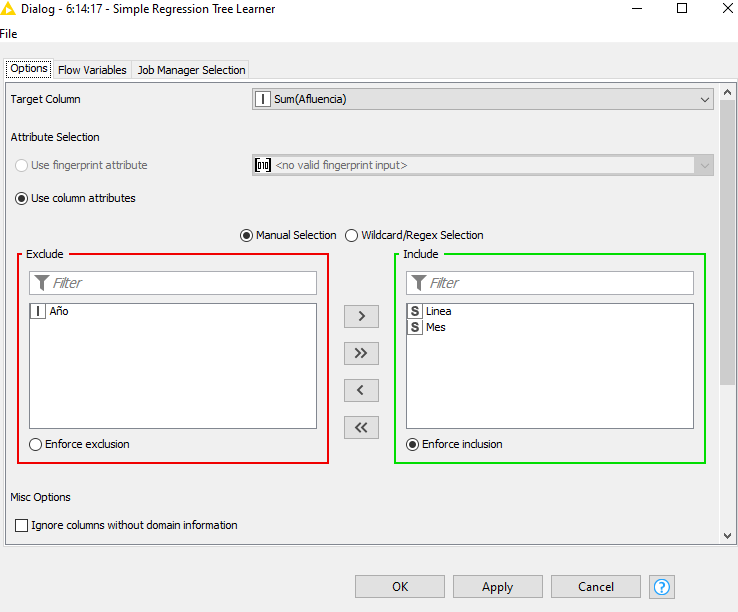 Dialog - 6:14:17 - Simple Regression Tree Learner
File
Options Flow Variables Job Manager Selection
Target Column I Sum(Afluencia)
Attribute Selection
Use fingerprint attribute [010] <no valid fingerprint input>
Use column attributes
Manual Selection Wildcard/Regex Selection
Exclude Include
Filter Filter
I Año S Linea
S Mes
>
>>
<
<<
Enforce exclusion Enforce inclusion
Misc Options
Ignore columns without domain information
OK Apply Cancel ?